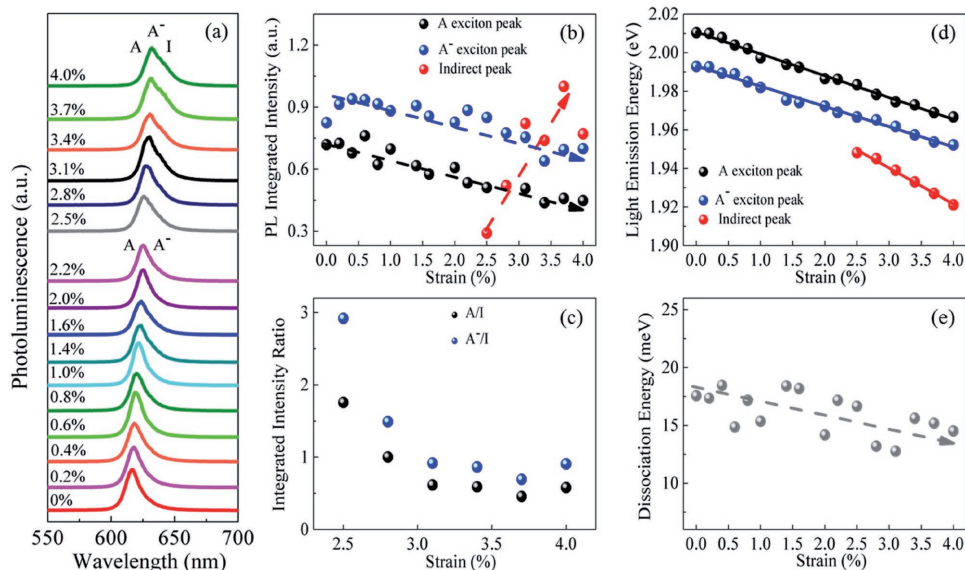 (a)
A⁻
A I
4.0%
3.7%
3.4%
3.1%
2.8%
2.5%
A A⁻
2.2%
2.0%
1.6%
1.4%
1.0%
0.8%
0.6%
0.4%
0.2%
0%
Photoluminescence (a.u.)
550 600 650 700
Wavelength (nm)
(b)
A exciton peak
A⁻ exciton peak
Indirect peak
1.2
0.9
0.6
0.3
PL Integrated Intensity (a.u.)
0.0 0.5 1.0 1.5 2.0 2.5 3.0 3.5 4.0
Strain (%)
(c)
A/I
A⁻/I
3
2
1
0
Integrated Intensity Ratio
2.5 3.0 3.5 4.0
Strain (%)
(d)
2.02
2.00
1.98
1.96
1.94
1.92
1.90
Light Emission Energy (eV)
A exciton peak
A⁻ exciton peak
Indirect peak
0.0 0.5 1.0 1.5 2.0 2.5 3.0 3.5 4.0
Strain (%)
(e)
25
20
15
10
Dissociation Energy (meV)
0.0 0.5 1.0 1.5 2.0 2.5 3.0 3.5 4.0
Strain (%)